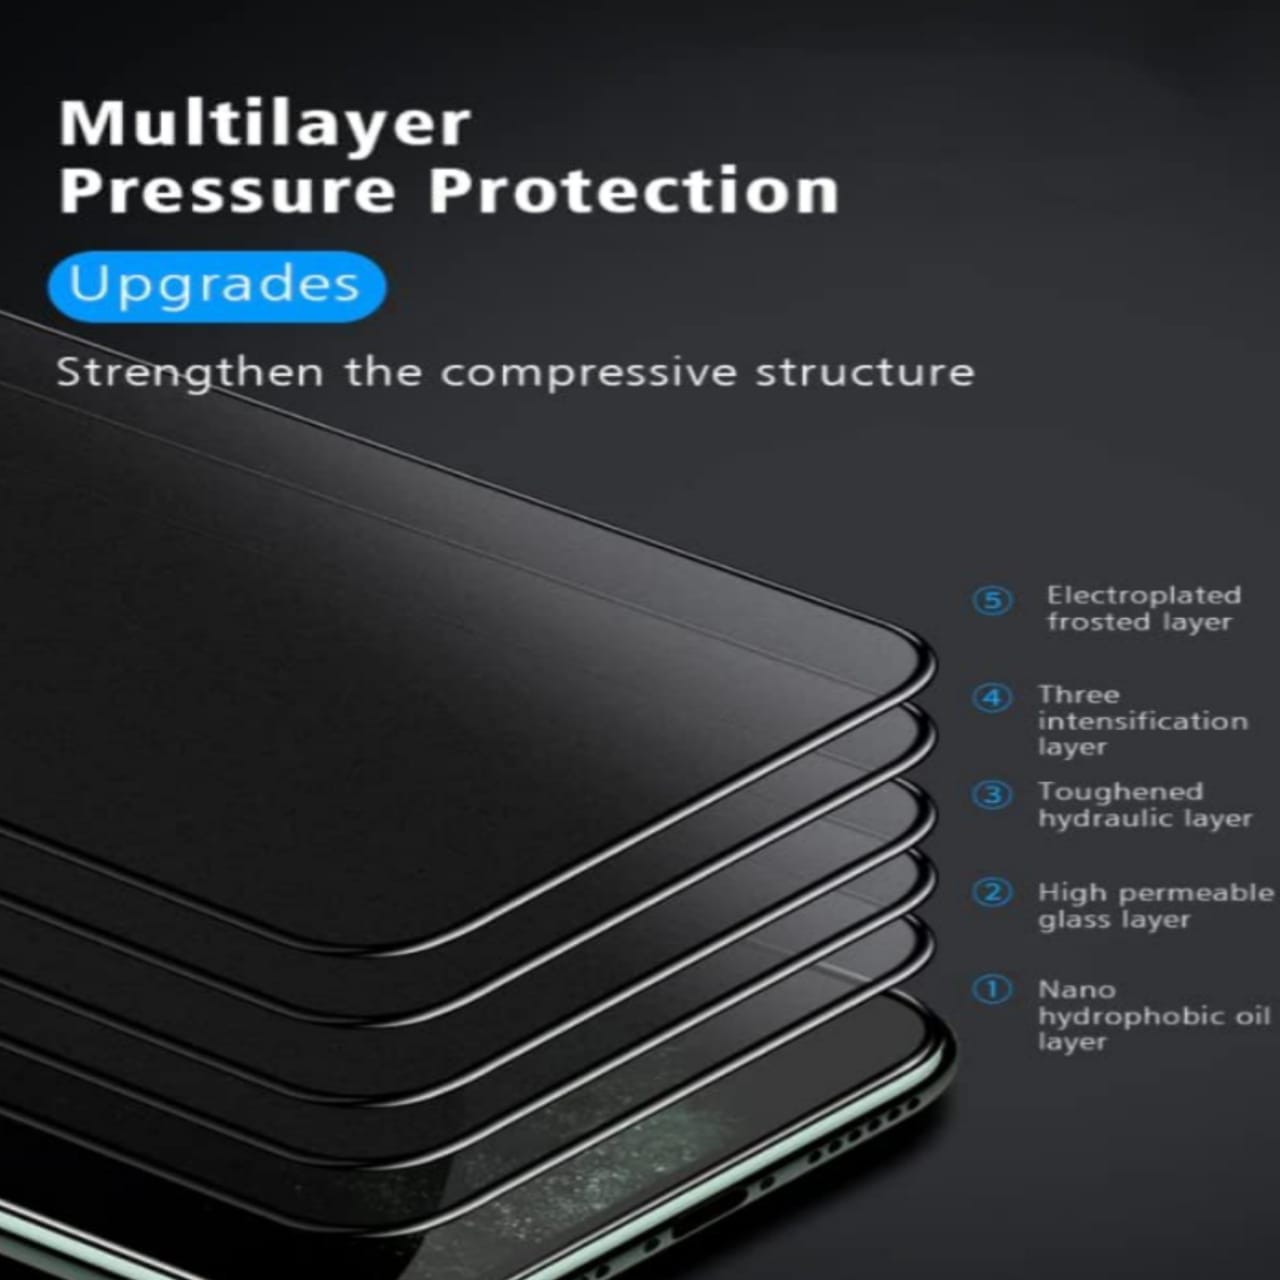 Multilayer
Pressure Protection
Upgrades
Strengthen the compressive structure
⑤ Electroplated
frosted layer
④ Three
intensification
layer
③ Toughened
hydraulic layer
② High permeable
glass layer
① Nano
hydrophobic oil
layer